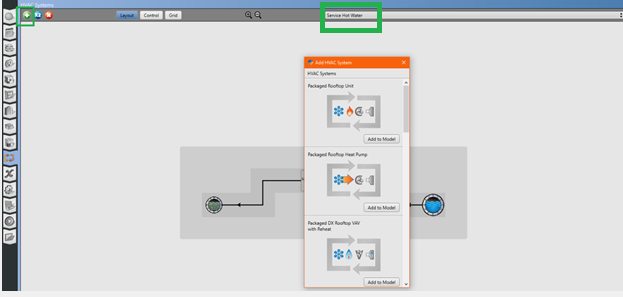 HVAC Systems
Layout
Control
Grid
Service Hot Water
Add HVAC System
HVAC Systems
Packaged Rooftop Unit
Add to Model
Packaged Rooftop Heat Pump
Add to Model
Packaged DX Rooftop VAV
with Reheat
Add to Model